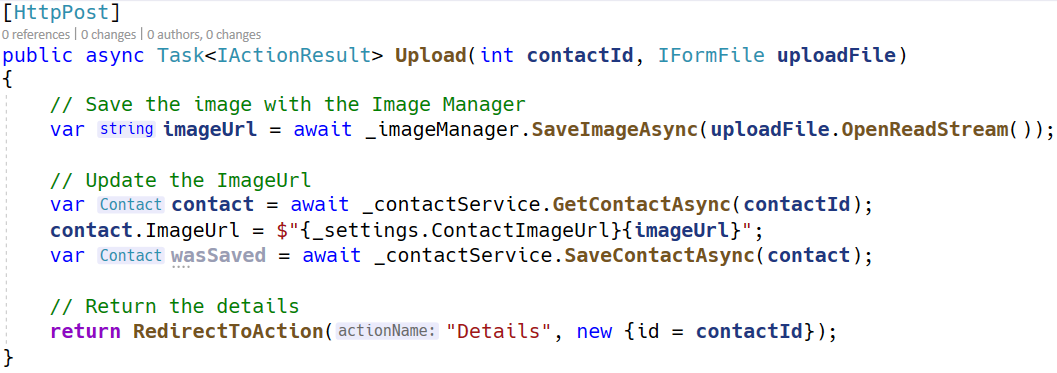 [HttpPost]
0 references | 0 changes | 0 authors, 0 changes
public async Task<IActionResult> Upload(int contactId, IFormFile uploadFile)
{
    // Save the image with the Image Manager
    var string imageUrl = await _imageManager.SaveImageAsync(uploadFile.OpenReadStream());

    // Update the ImageUrl
    var Contact contact = await _contactService.GetContactAsync(contactId);
    contact.ImageUrl = $"{_settings.ContactImageUrl}{imageUrl}";
    var Contact wasSaved = await _contactService.SaveContactAsync(contact);

    // Return the details
    return RedirectToAction(actionName: "Details", new {id = contactId});
}